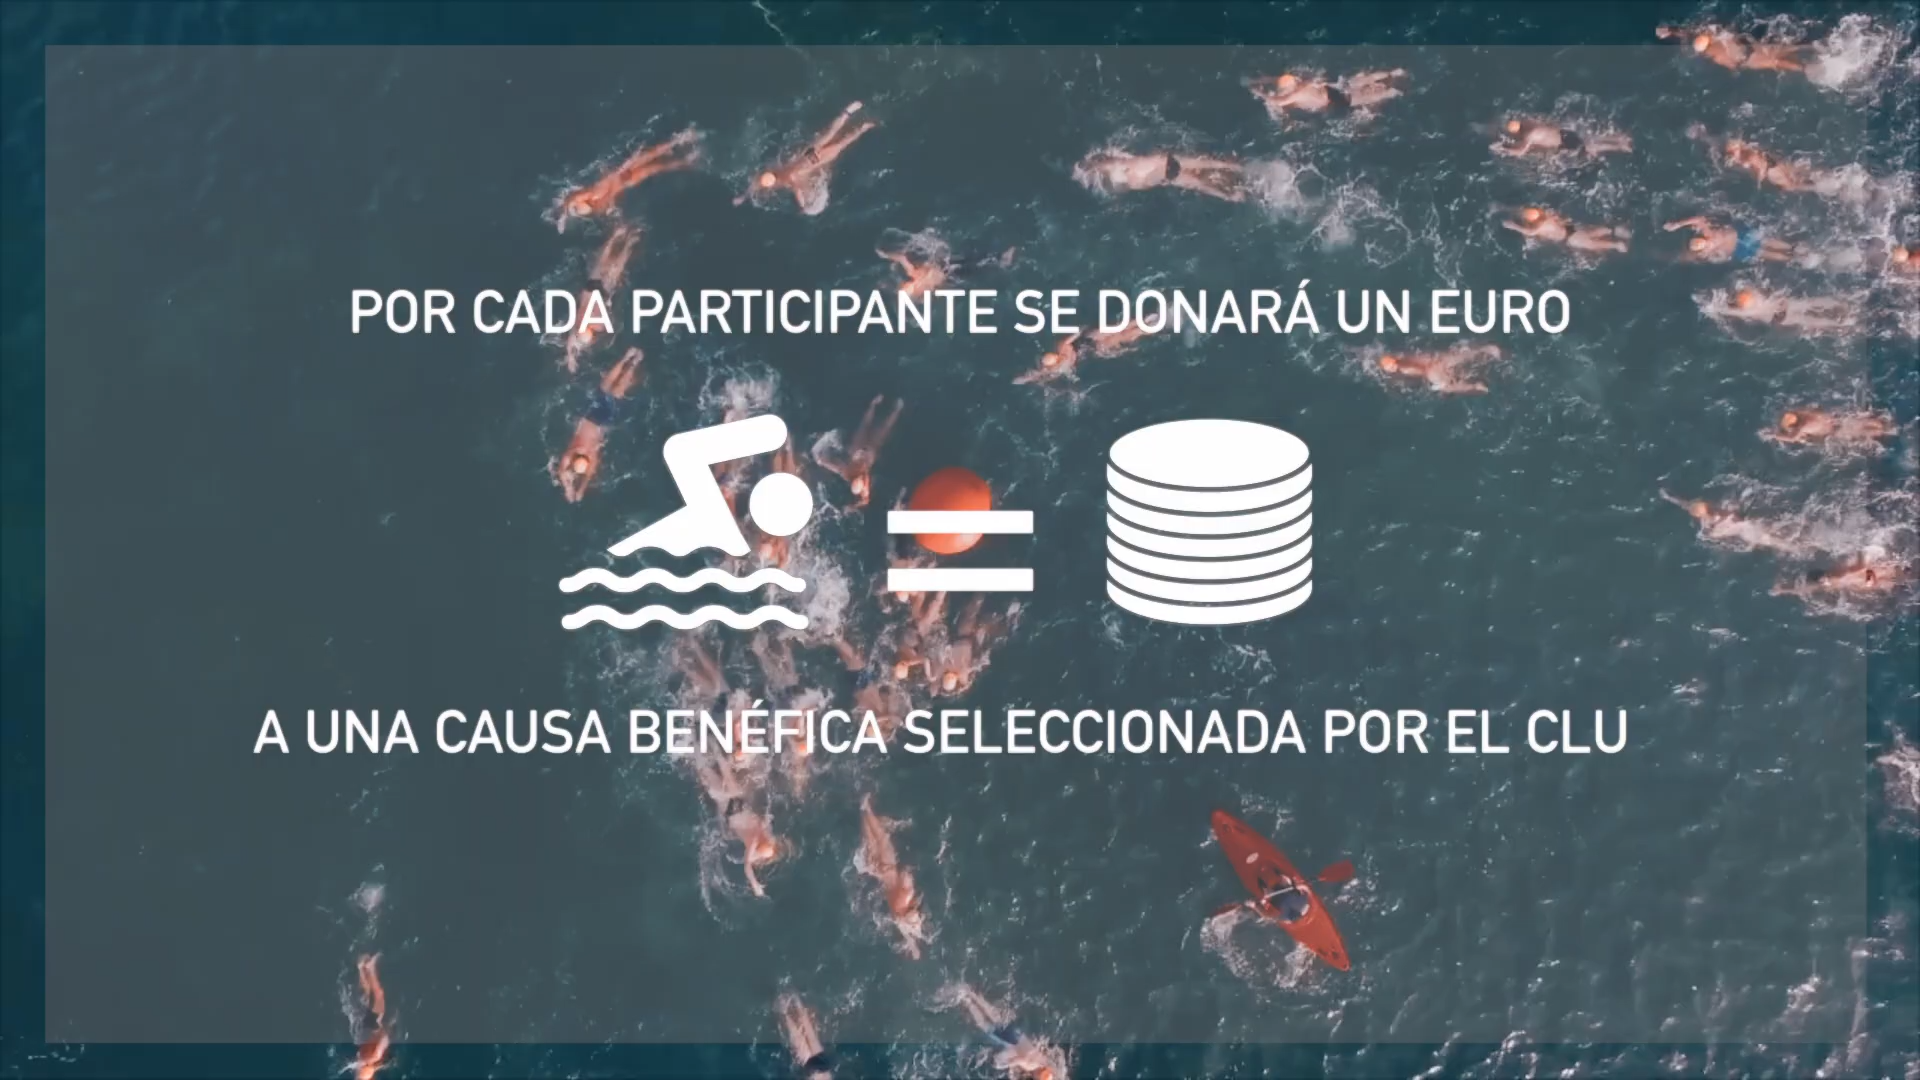 POR CADA PARTICIPANTE SE DONARÁ UN EURO
A UNA CAUSA BENÉFICA SELECCIONADA POR EL CLU